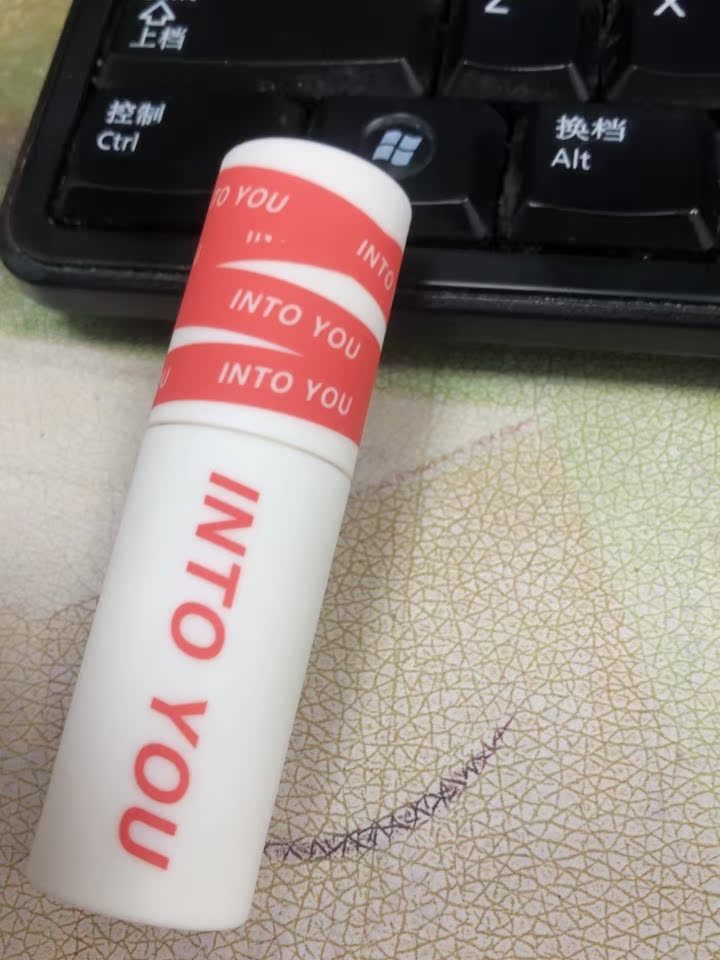 上档
Z
X
控制
Ctrl
换档
Alt
TO YOU
INTO
INTO YOU
U
INTO YOU
INTO YOU